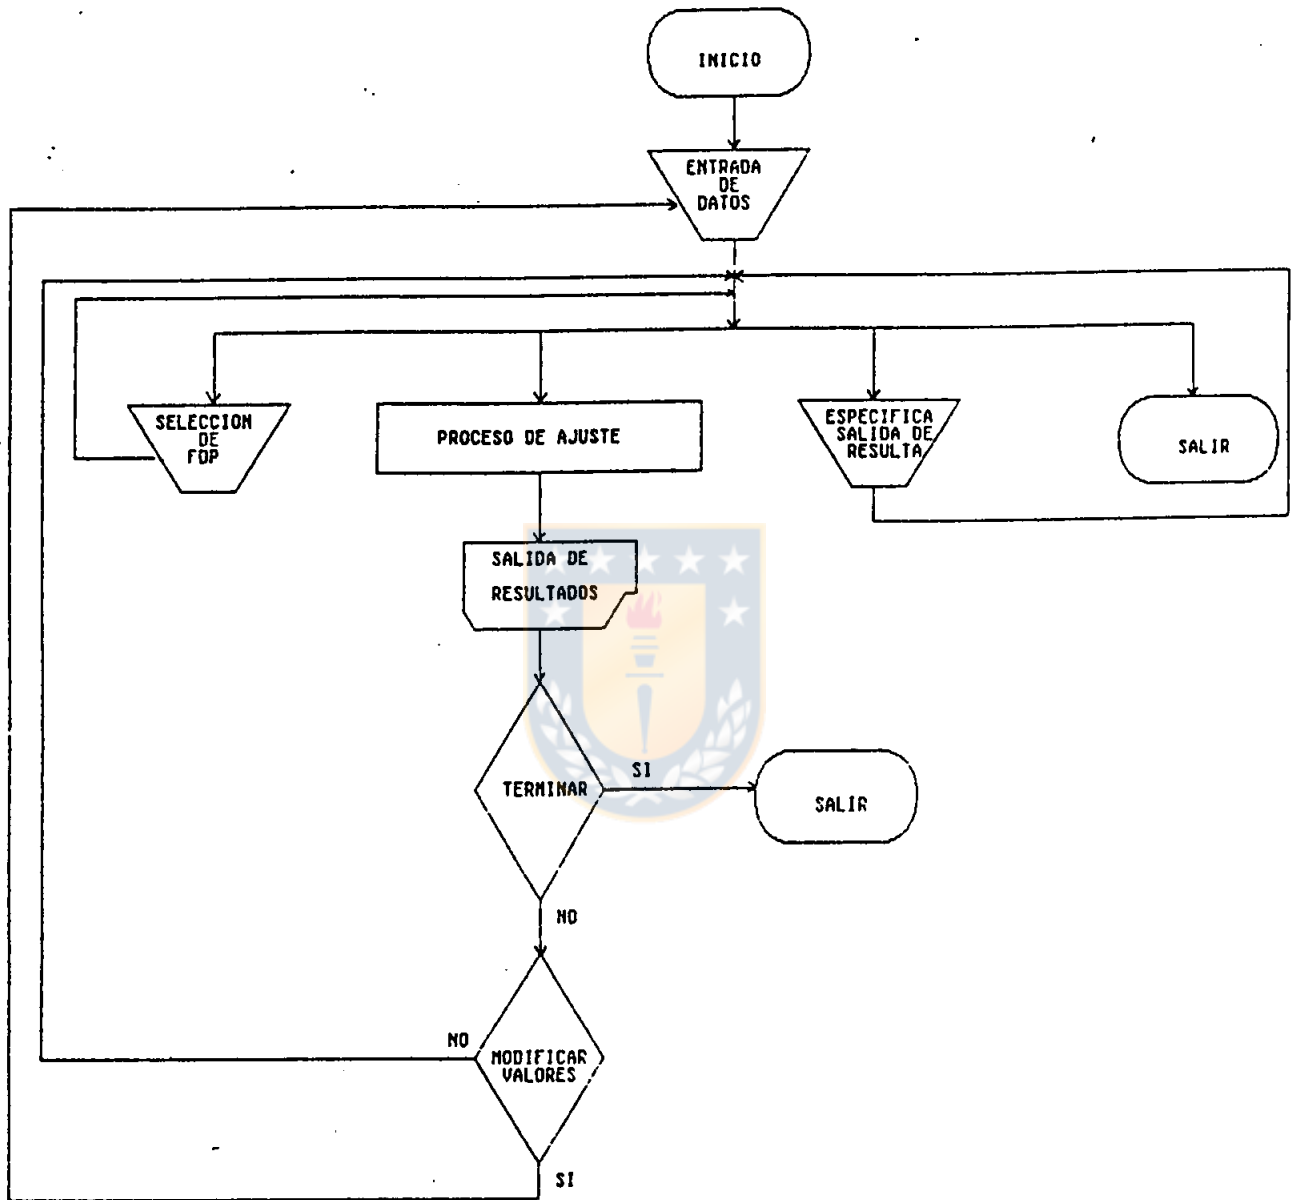 INICIO
ENTRADA
DE
DATOS
SELECCION
DE
FDP
PROCESO DE AJUSTE
ESPECIFICA
SALIDA DE
RESULTA
SALIR
SALIDA DE
RESULTADOS
TERMINAR
SI
SALIR
NO
NO
MODIFICAR
VALORES
SI